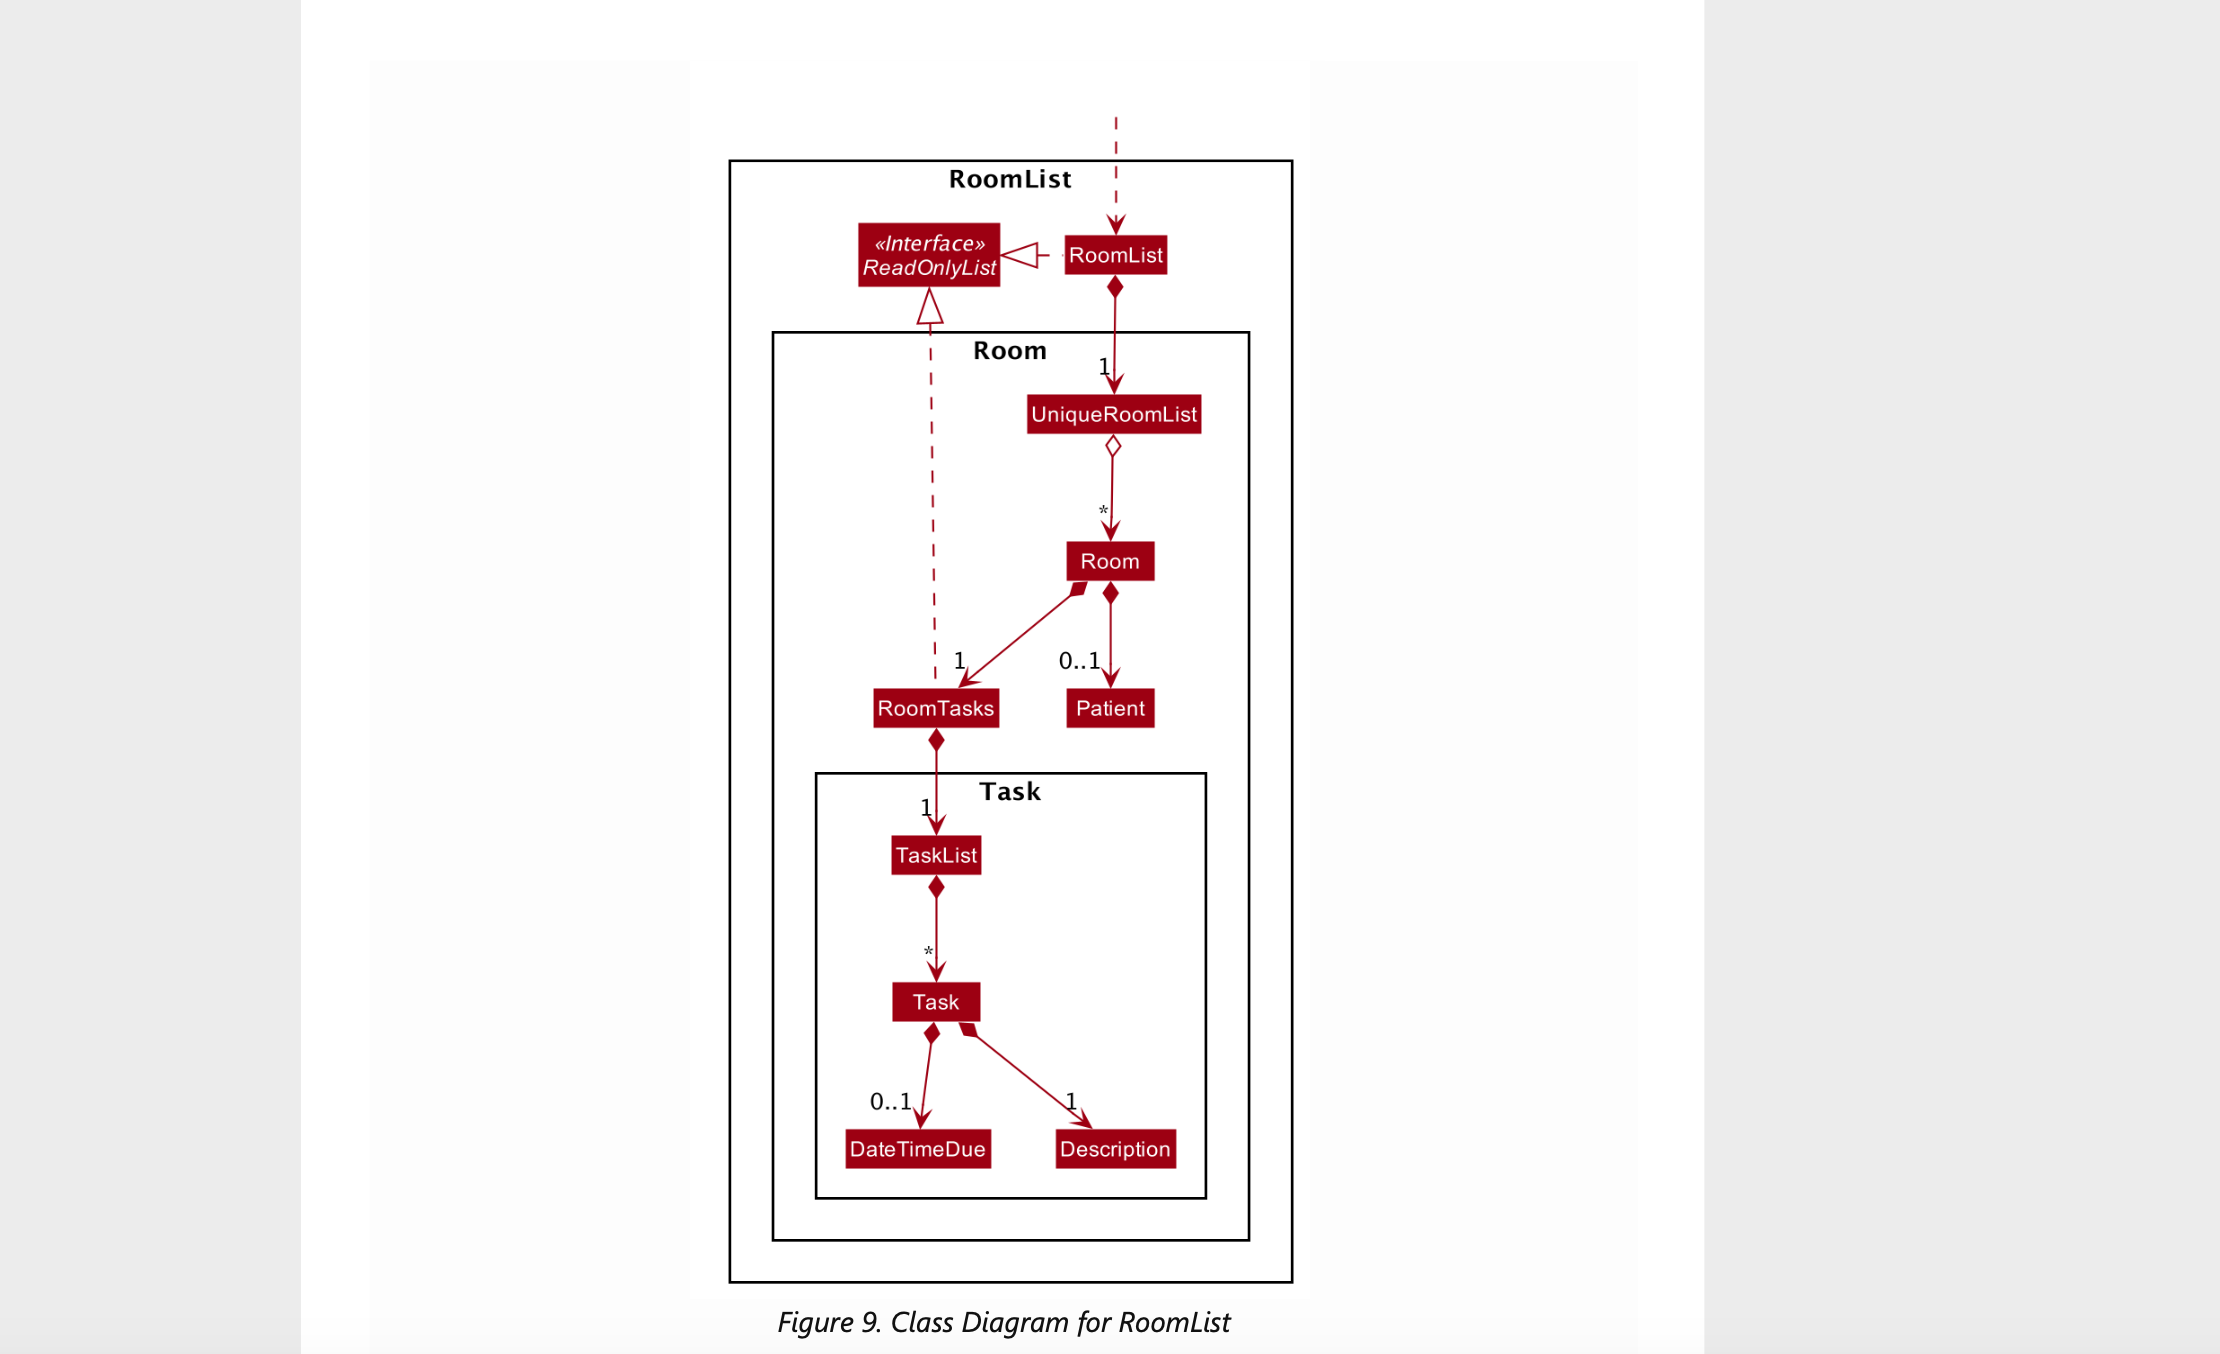 RoomList
«Interface»
ReadOnlyList
RoomList
Room
1
UniqueRoomList
*
Room
1
0..1
RoomTasks
Patient
Task
1
TaskList
*
Task
0..1
1
DateTimeDue
Description
Figure 9. Class Diagram for RoomList